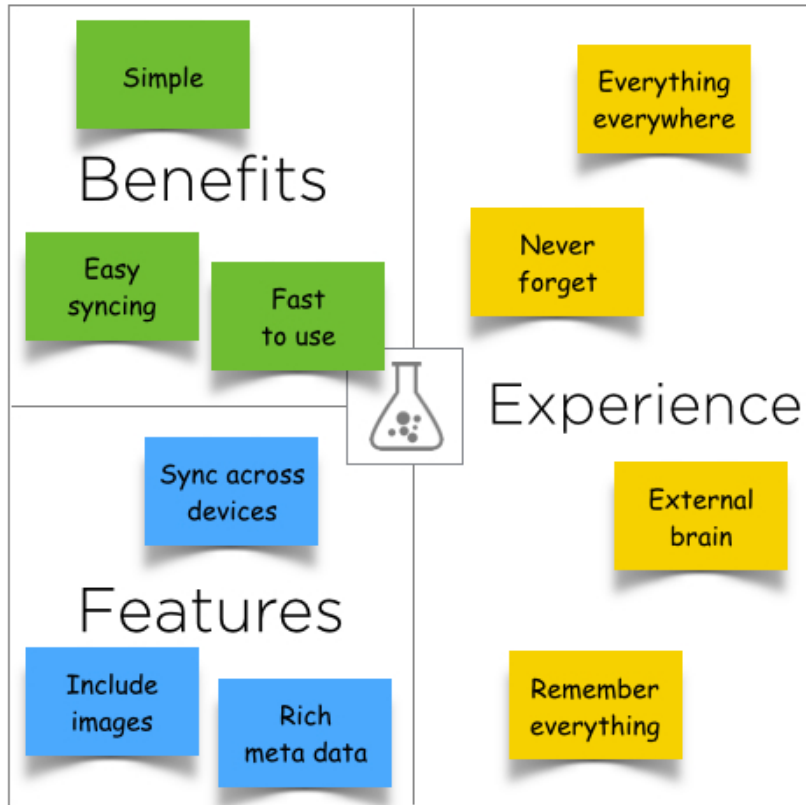 Simple
Benefits
Easy
syncing
Fast
to use
Sync across
devices
Features
Include
images
Rich
meta data
Everything
everywhere
Never
forget
Experience
External
brain
Remember
everything